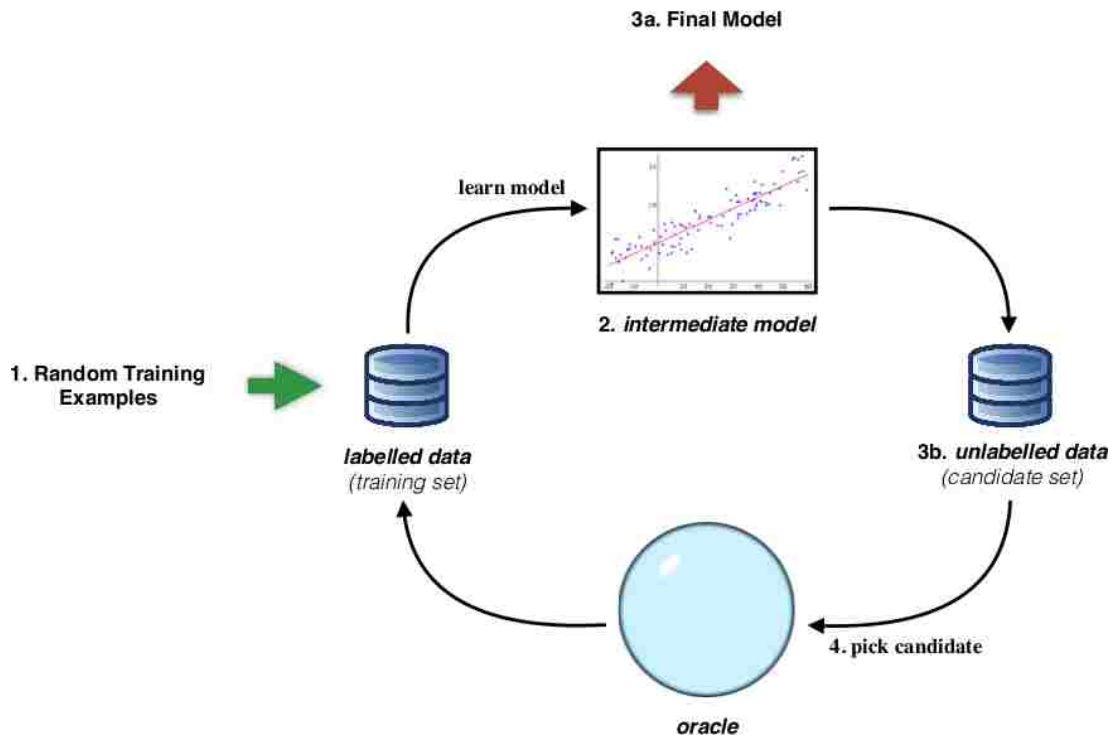 3a. Final Model
learn model
2. intermediate model
1. Random Training
Examples
labelled data
(training set)
3b. unlabelled data
(candidate set)
4. pick candidate
oracle